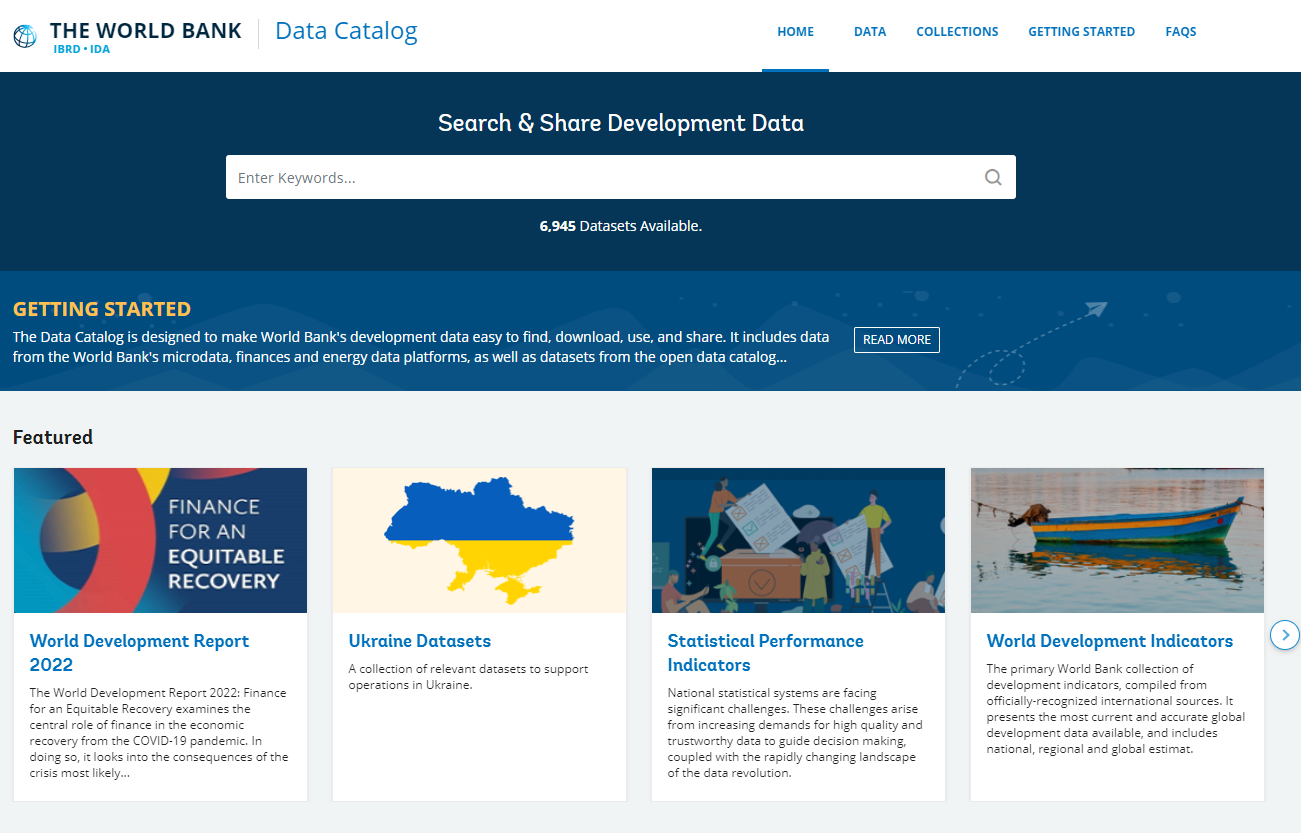 THE WORLD BANK
IBRD • IDA
Data Catalog
HOME
DATA
COLLECTIONS
GETTING STARTED
FAQS
Search & Share Development Data
Enter Keywords...
6,945 Datasets Available.
GETTING STARTED
The Data Catalog is designed to make World Bank's development data easy to find, download, use, and share. It includes data
from the World Bank's microdata, finances and energy data platforms, as well as datasets from the open data catalog...
READ MORE
Featured
FINANCE
FOR AN
EQUITABLE
RECOVERY
World Development Report
2022
The World Development Report 2022: Finance
for an Equitable Recovery examines the
central role of finance in the economic
recovery from the COVID-19 pandemic. In
doing so, it looks into the consequences of the
crisis most likely...
Ukraine Datasets
A collection of relevant datasets to support
operations in Ukraine.
Statistical Performance
Indicators
National statistical systems are facing
significant challenges. These challenges arise
from increasing demands for high quality and
trustworthy data to guide decision making,
coupled with the rapidly changing landscape
of the data revolution.
World Development Indicators
The primary World Bank collection of
development indicators, compiled from
officially-recognized international sources. It
presents the most current and accurate global
development data available, and includes
national, regional and global estimat.